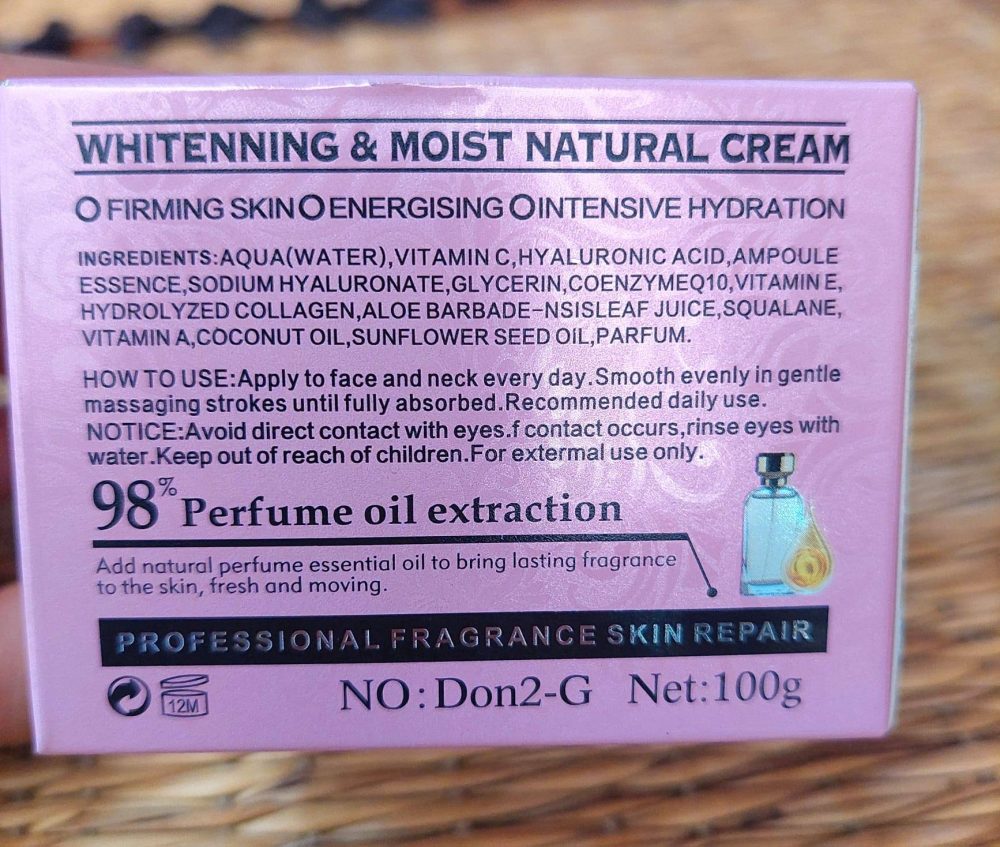 WHITENNING & MOIST NATURAL CREAM
O FIRMING SKIN O ENERGISING O INTENSIVE HYDRATION
INGREDIENTS:AQUA(WATER),VITAMIN C,HYALURONIC ACID,AMPOULE
ESSENCE,SODIUM HYALURONATE,GLYCERIN,COENZYMEQ10,VITAMIN E,
HYDROLYZED COLLAGEN,ALOE BARBADE-NSISLEAF JUICE,SQUALANE,
VITAMIN A,COCONUT OIL,SUNFLOWER SEED OIL,PARFUM.
HOW TO USE:Apply to face and neck every day.Smooth evenly in gentle
massaging strokes until fully absorbed.Recommended daily use.
NOTICE:Avoid direct contact with eyes.f contact occurs,rinse eyes with
water.Keep out of reach of children.For extermal use only.
98% Perfume oil extraction
Add natural perfume essential oil to bring lasting fragrance
to the skin, fresh and moving.
PROFESSIONAL FRAGRANCE SKIN REPAIR
12M NO:Don2-G Net:100g